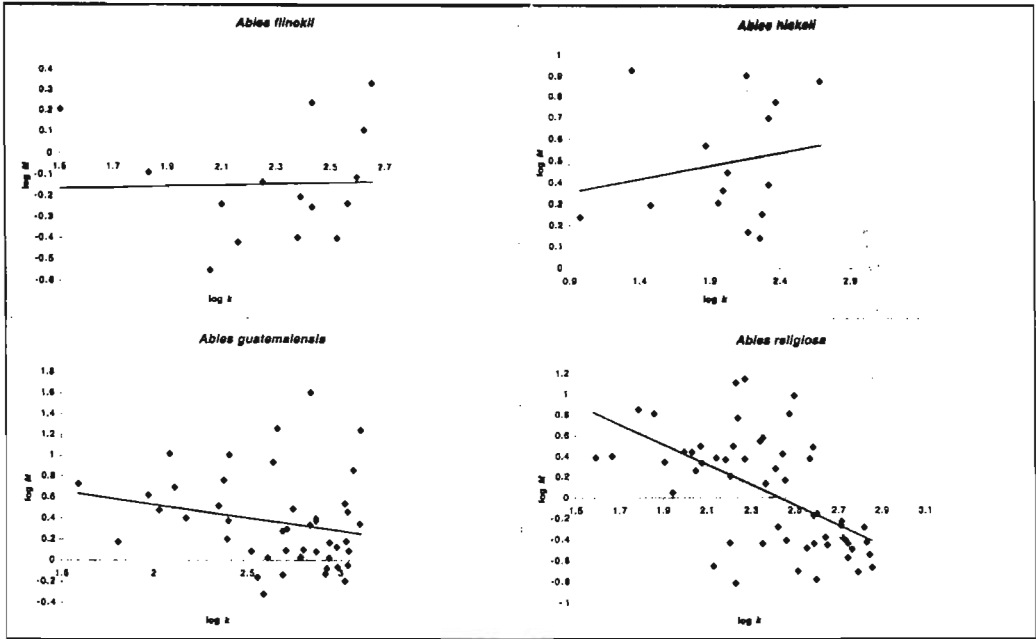 Abies flinckii
0.4
0.3
0.2
0.1
0
1.5 1.7 1.9 2.1 2.3 2.5 2.7
-0.1
-0.2
-0.3
-0.4
-0.5
-0.6
log M
log k
Abies hickeli
1
0.9
0.8
0.7
0.6
0.5
0.4
0.3
0.2
0.1
0
0.9 1.4 1.9 2.4 2.9
log M
log k
Abies guatemalensis
1.8
1.6
1.4
1.2
1
0.8
0.6
0.4
0.2
0
1.5 2 2.5 3
-0.2
-0.4
log M
log k
Abies religiosa
1.2
1
0.8
0.6
0.4
0.2
0
1.5 1.7 1.9 2.1 2.3 2.5 2.7 2.9 3.1
-0.2
-0.4
-0.6
-0.8
-1
log M
log k